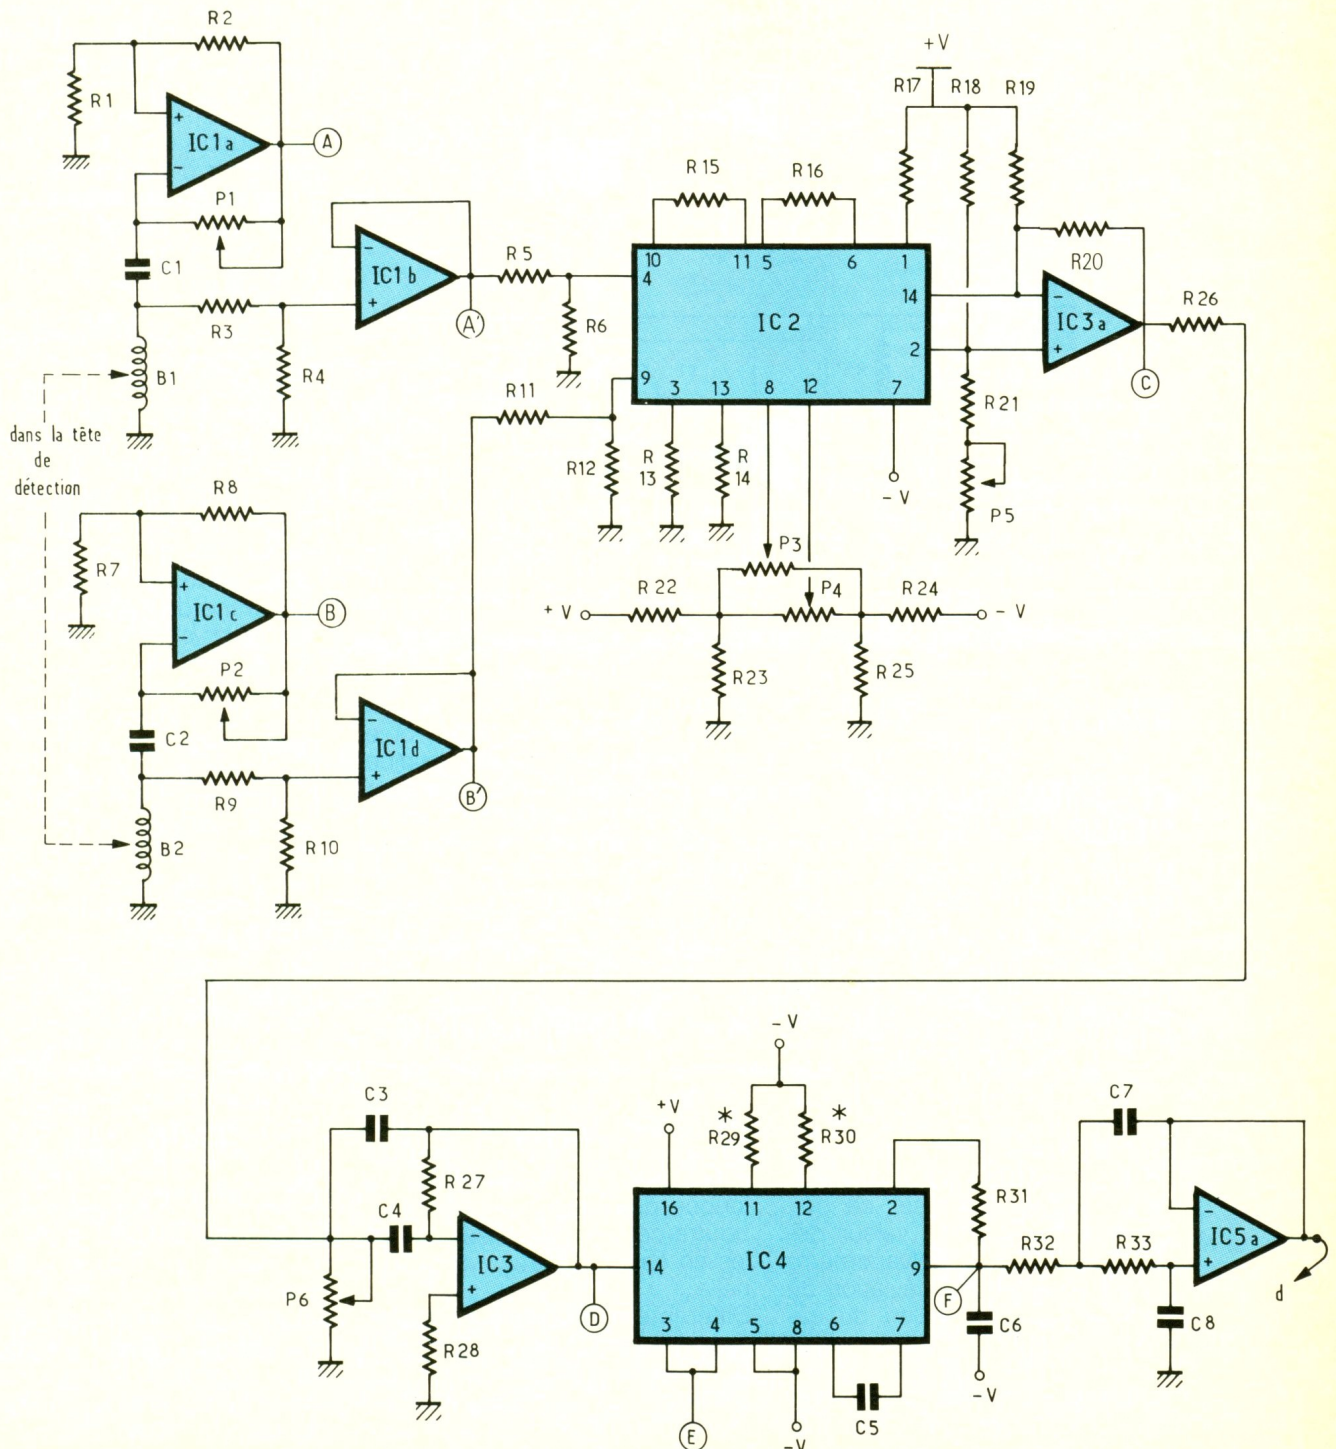 R2
R1
+
IC1a
-
A
P1
C1
R3
B1
R4
-
IC1b
+
A'
R5
R6
dans la tête
de
détection
R8
R7
+
IC1c
-
B
P2
C2
R9
B2
R10
-
IC1d
+
B'
R11
R12
R
13
R
14
R15
R16
10
11
5
6
1
4
14
IC2
2
9
3
13
8
12
7
- V
+V
R17
R18
R19
R20
-
IC3a
+
C
R26
R21
P5
P3
P4
+ V
R22
R24
- V
R23
R25
C3
R27
C4
-
IC3
+
P6
R28
D
- V
+V
*
R29
*
R30
16
11
12
2
14
IC4
9
3
4
5
8
6
7
E
-V
C5
R31
F
C6
-V
R32
R33
C7
C8
-
IC5a
+
d